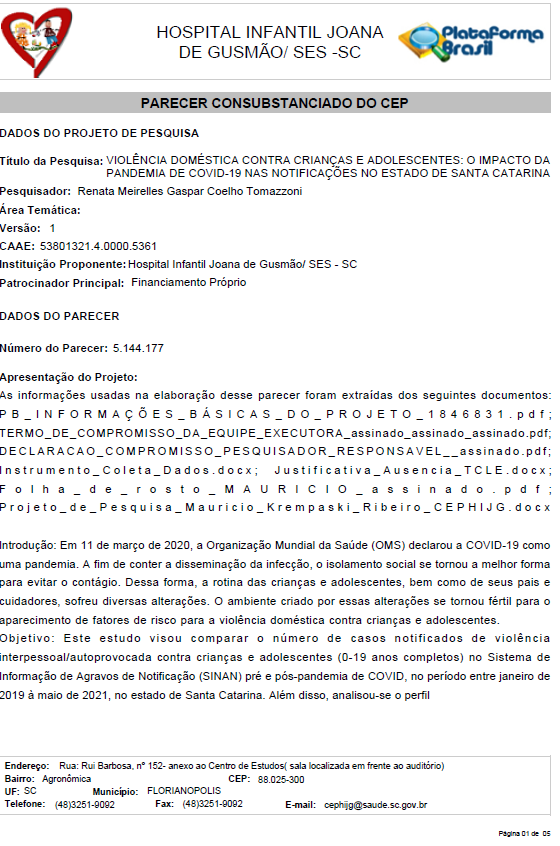 HOSPITAL INFANTIL JOANA
DE GUSMÃO/ SES -SC
PlataforMa
Brasil
PARECER CONSUBSTANCIADO DO CEP
DADOS DO PROJETO DE PESQUISA
Título da Pesquisa: VIOLÊNCIA DOMÉSTICA CONTRA CRIANÇAS E ADOLESCENTES: O IMPACTO DA
PANDEMIA DE COVID-19 NAS NOTIFICAÇÕES NO ESTADO DE SANTA CATARINA
Pesquisador: Renata Meirelles Gaspar Coelho Tomazzoni
Área Temática:
Versão: 1
CAAE: 53801321.4.0000.5361
Instituição Proponente: Hospital Infantil Joana de Gusmão/ SES - SC
Patrocinador Principal: Financiamento Próprio
DADOS DO PARECER
Número do Parecer: 5.144.177
Apresentação do Projeto:
As informações usadas na elaboração desse parecer foram extraídas dos seguintes documentos:
PB_INFORMAÇÕES_BÁSICAS_DO_PROJETO_1846831.pdf;
TERMO_DE_COMPROMISSO_DA_EQUIPE_EXECUTORA_assinado_assinado_assinado.pdf;
DECLARACAO_COMPROMISSO_PESQUISADOR_RESPONSAVEL__assinado.pdf;
Instrumento_Coleta_Dados.docx; Justificativa_Ausencia_TCLE.docx;
Folha_de_rosto_MAURICIO_assinado.pdf;
Projeto_de_Pesquisa_Mauricio_Krempaski_Ribeiro_CEPHIJG.docx
Introdução: Em 11 de março de 2020, a Organização Mundial da Saúde (OMS) declarou a COVID-19 como
uma pandemia. A fim de conter a disseminação da infecção, o isolamento social se tornou a melhor forma
para evitar o contágio. Dessa forma, a rotina das crianças e adolescentes, bem como de seus pais e
cuidadores, sofreu diversas alterações. O ambiente criado por essas alterações se tornou fértil para o
aparecimento de fatores de risco para a violência doméstica contra crianças e adolescentes.
Objetivo: Este estudo visou comparar o número de casos notificados de violência
interpessoal/autoprovocada contra crianças e adolescentes (0-19 anos completos) no Sistema de
Informação de Agravos de Notificação (SINAN) pré e pós-pandemia de COVID, no período entre janeiro de
2019 à maio de 2021, no estado de Santa Catarina. Além disso, analisou-se o perfil
Endereço: Rua: Rui Barbosa, nº 152- anexo ao Centro de Estudos( sala localizada em frente ao auditório)
Bairro: Agronômica CEP: 88.025-300
UF: SC Município: FLORIANOPOLIS
Telefone: (48)3251-9092 Fax: (48)3251-9092 E-mail: cephijg@saude.sc.gov.br
Página 01 de 05